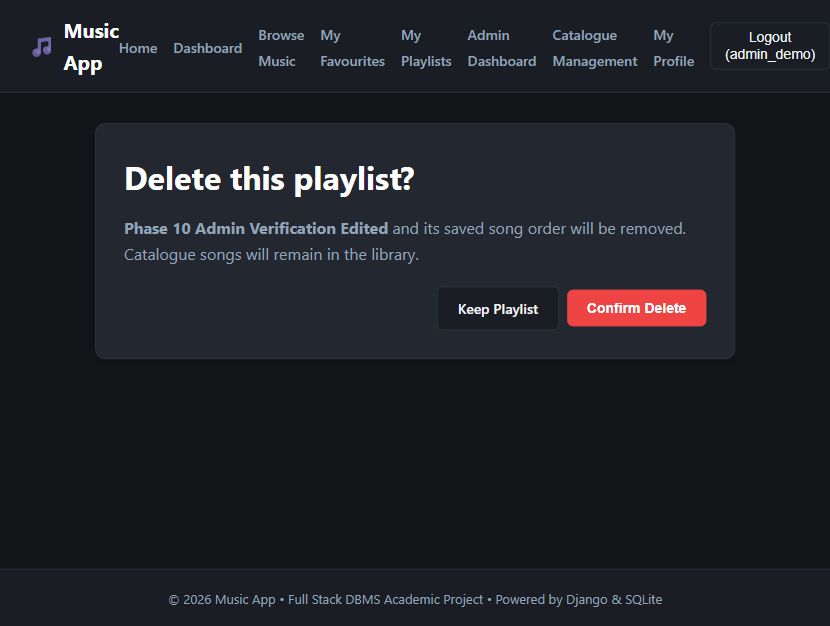 Music App
Home
Dashboard
Browse Music
My Favourites
My Playlists
Admin Dashboard
Catalogue Management
My Profile
Logout (admin_demo)
Delete this playlist?
Phase 10 Admin Verification Edited and its saved song order will be removed.
Catalogue songs will remain in the library.
Keep Playlist
Confirm Delete
© 2026 Music App • Full Stack DBMS Academic Project • Powered by Django & SQLite